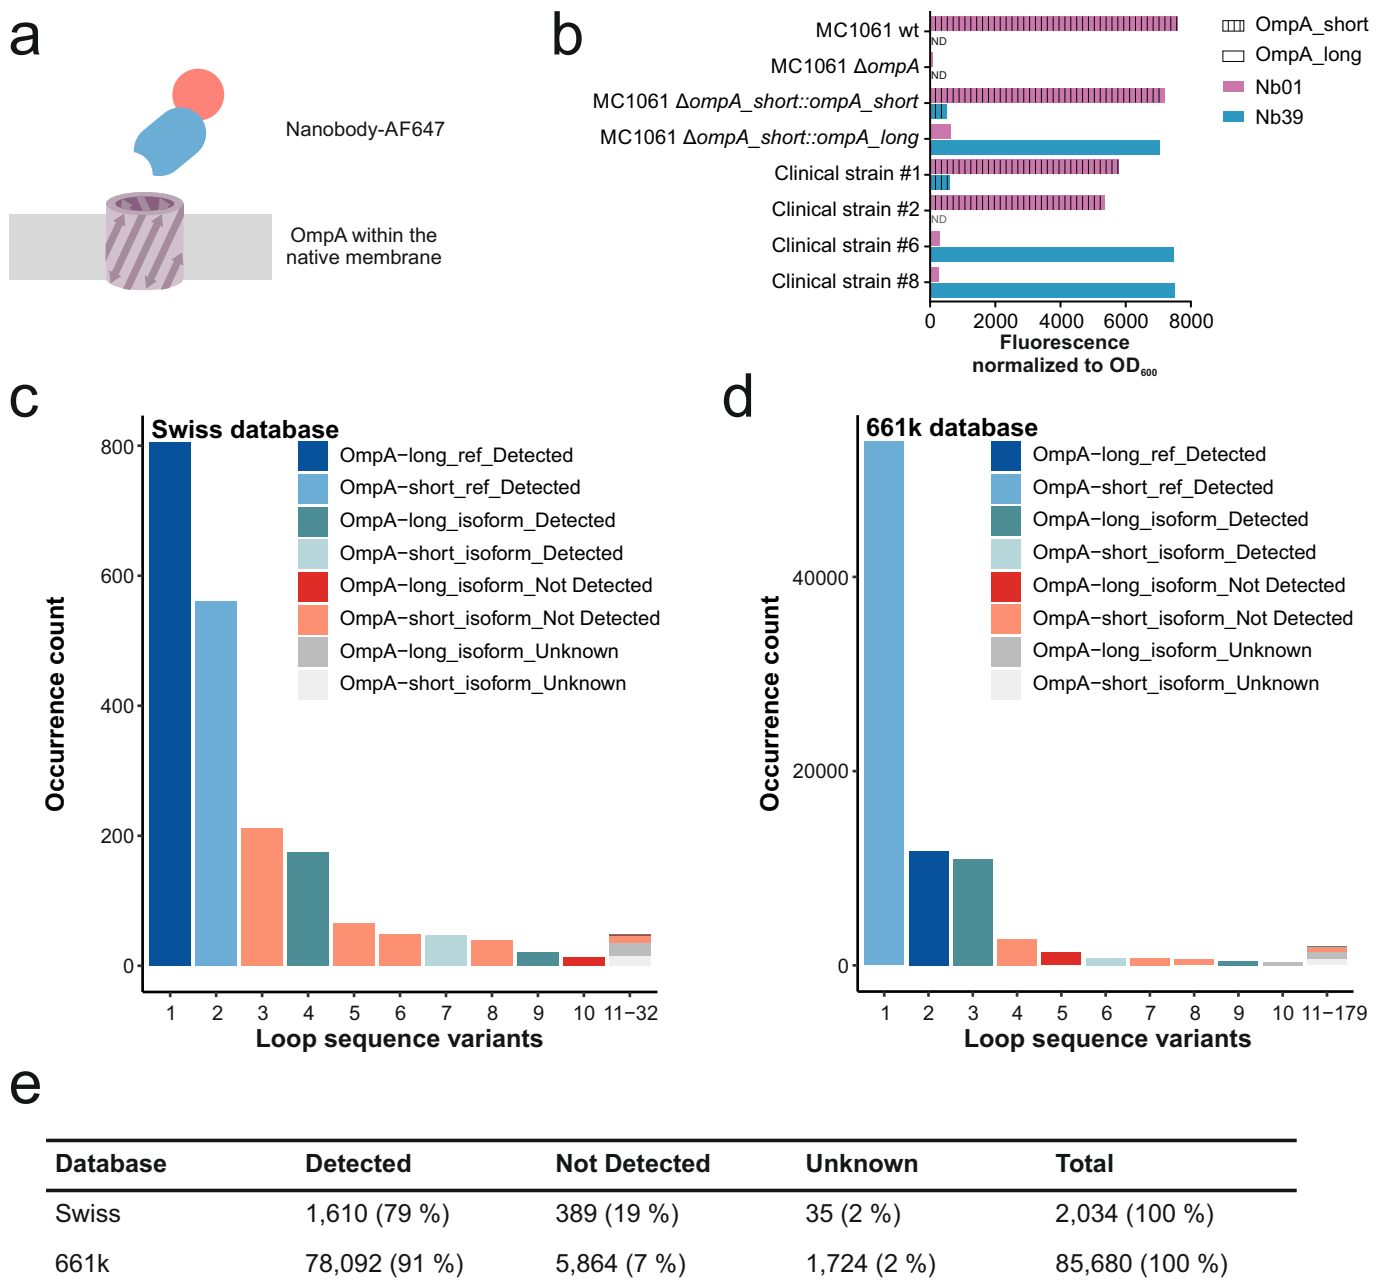 a
Nanobody-AF647
OmpA within the
native membrane
b
MC1061 wt
MC1061 ΔompA
MC1061 ΔompA_short::ompA_short
MC1061 ΔompA_short::ompA_long
Clinical strain #1
Clinical strain #2
Clinical strain #6
Clinical strain #8
ND
ND
ND
0 2000 4000 6000 8000
Fluorescence
normalized to OD600
OmpA_short
OmpA_long
Nb01
Nb39
c
Swiss database
OmpA−long_ref_Detected
OmpA−short_ref_Detected
OmpA−long_isoform_Detected
OmpA−short_isoform_Detected
OmpA−long_isoform_Not Detected
OmpA−short_isoform_Not Detected
OmpA−long_isoform_Unknown
OmpA−short_isoform_Unknown
Occurrence count
800
600
400
200
0
1 2 3 4 5 6 7 8 9 10 11−32
Loop sequence variants
d
661k database
OmpA−long_ref_Detected
OmpA−short_ref_Detected
OmpA−long_isoform_Detected
OmpA−short_isoform_Detected
OmpA−long_isoform_Not Detected
OmpA−short_isoform_Not Detected
OmpA−long_isoform_Unknown
OmpA−short_isoform_Unknown
Occurrence count
40000
20000
0
1 2 3 4 5 6 7 8 9 10 11−179
Loop sequence variants
e
Database Detected Not Detected Unknown Total
Swiss 1,610 (79 %) 389 (19 %) 35 (2 %) 2,034 (100 %)
661k 78,092 (91 %) 5,864 (7 %) 1,724 (2 %) 85,680 (100 %)